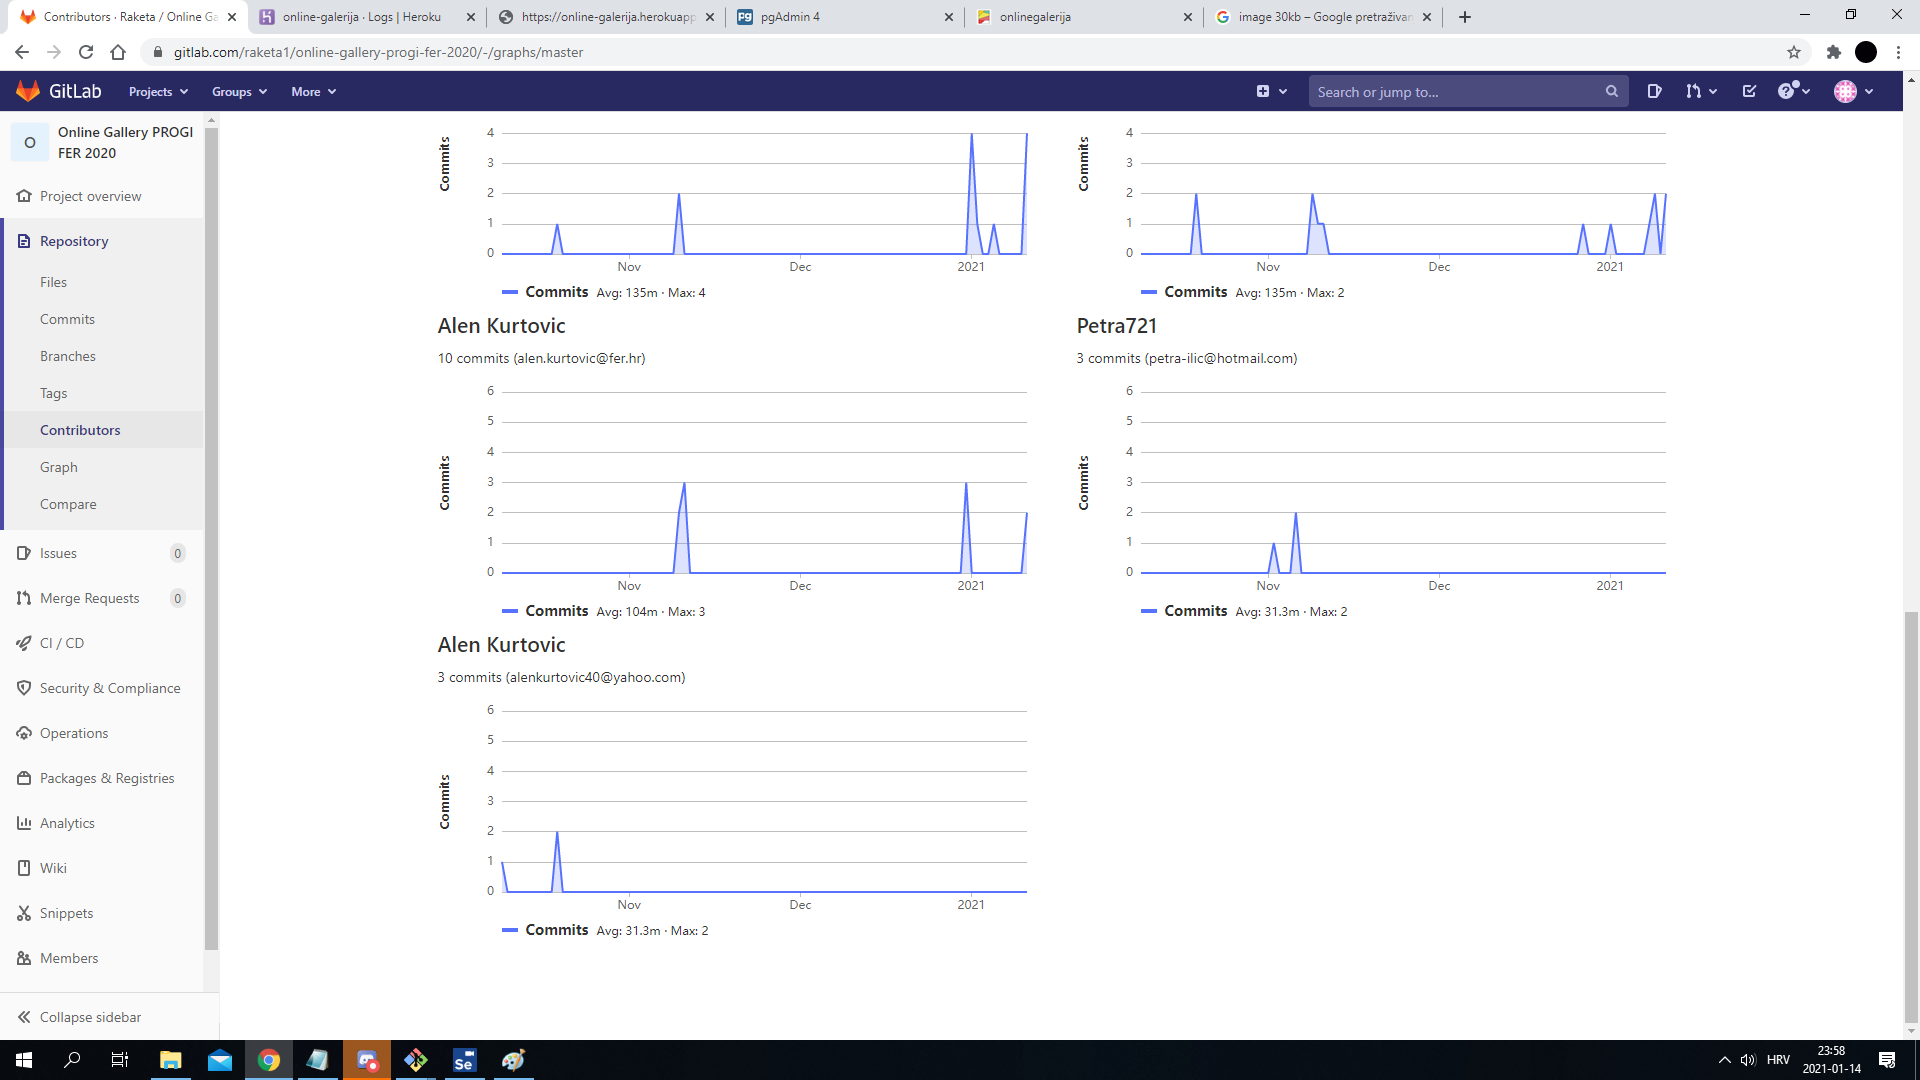 Contributors · Raketa / Online Ga
online-galerija · Logs | Heroku
https://online-galerija.herokuapp
pgAdmin 4
onlinegalerija
image 30kb – Google pretraživan
gitlab.com/raketa1/online-gallery-progi-fer-2020/-/graphs/master
GitLab
Projects
Groups
More
Search or jump to...
O
Online Gallery PROGI
FER 2020
Project overview
Repository
Files
Commits
Branches
Tags
Contributors
Graph
Compare
Issues 0
Merge Requests 0
CI / CD
Security & Compliance
Operations
Packages & Registries
Analytics
Wiki
Snippets
Members
Collapse sidebar
Commits
4
3
2
1
0
Nov Dec 2021
Commits Avg: 135m · Max: 4
Commits
4
3
2
1
0
Nov Dec 2021
Commits Avg: 135m · Max: 2
Alen Kurtovic
10 commits (alen.kurtovic@fer.hr)
Commits
6
5
4
3
2
1
0
Nov Dec 2021
Commits Avg: 104m · Max: 3
Petra721
3 commits (petra-ilic@hotmail.com)
Commits
6
5
4
3
2
1
0
Nov Dec 2021
Commits Avg: 31.3m · Max: 2
Alen Kurtovic
3 commits (alenkurtovic40@yahoo.com)
Commits
6
5
4
3
2
1
0
Nov Dec 2021
Commits Avg: 31.3m · Max: 2
Se
HRV
23:58
2021-01-14